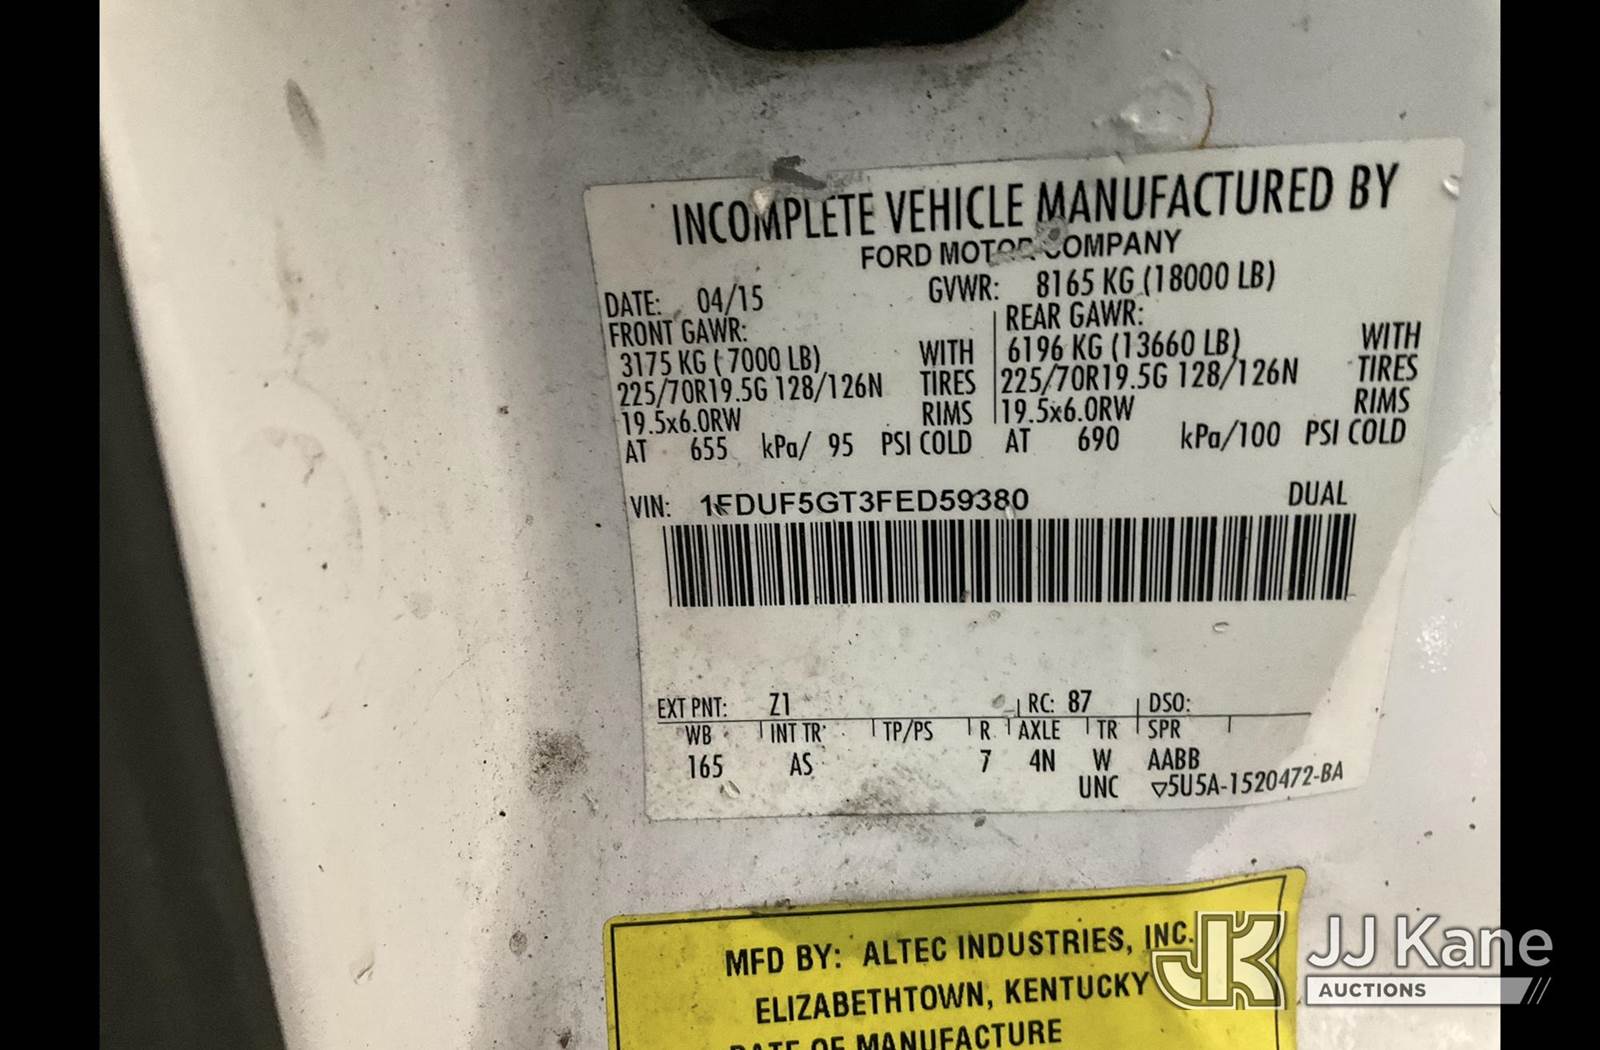 INCOMPLETE VEHICLE MANUFACTURED BY
FORD MOTOR COMPANY
DATE: 04/15 GVWR: 8165 KG (18000 LB)
FRONT GAWR: REAR GAWR:
3175 KG ( 7000 LB) WITH 6196 KG (13660 LB) WITH
225/70R19.5G 128/126N TIRES 225/70R19.5G 128/126N TIRES
19.5x6.0RW RIMS 19.5x6.0RW RIMS
AT 655 kPa/ 95 PSI COLD AT 690 kPa/100 PSI COLD
VIN: 1FDUF5GT3FED59380 DUAL
EXT PNT: Z1 RC: 87 DSO:
WB INT TR TP/PS R AXLE TR SPR
165 AS 7 4N W AABB
UNC ▽5U5A-1520472-BA
MFD BY: ALTEC INDUSTRIES, INC.
ELIZABETHTOWN, KENTUCKY
DATE OF MANUFACTURE
JK JJ Kane
AUCTIONS